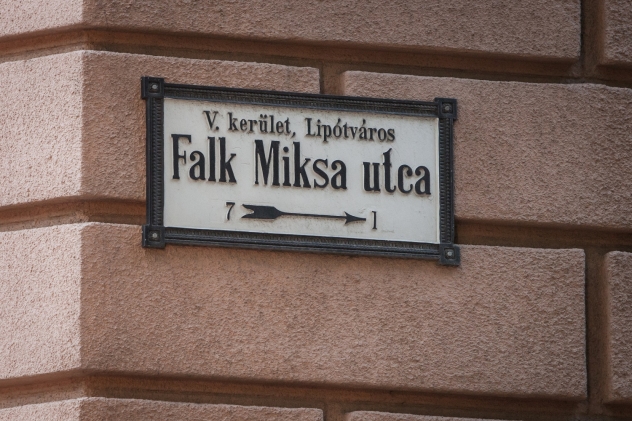 V. kerület, Lipótváros
Falk Miksa utca
7 1